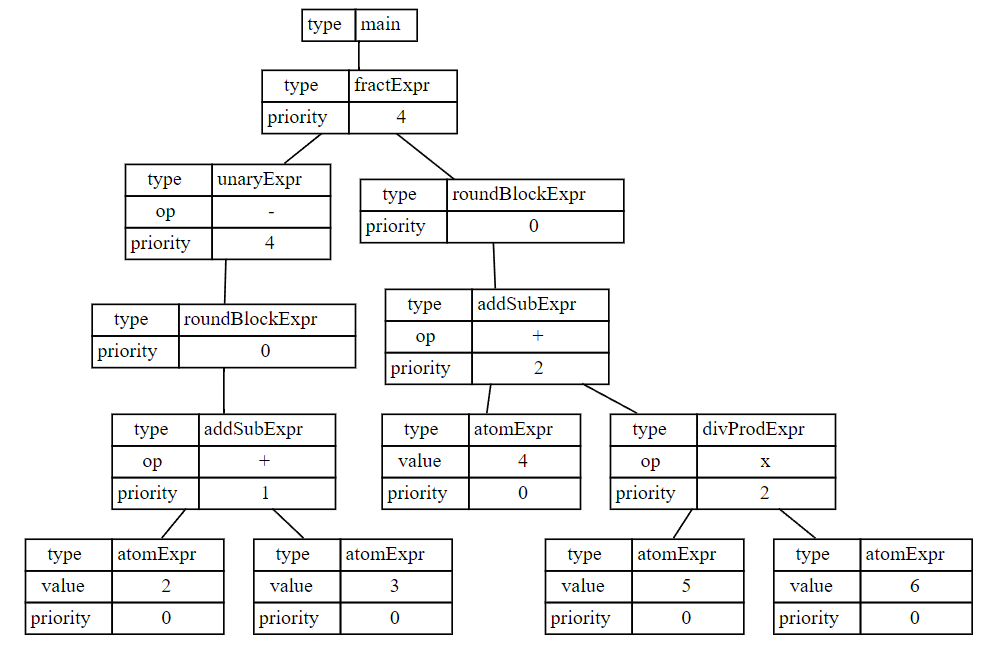 type main
type fractExpr
priority 4
type unaryExpr
op -
priority 4
type roundBlockExpr
priority 0
type roundBlockExpr
priority 0
type addSubExpr
op +
priority 2
type addSubExpr
op +
priority 1
type atomExpr
value 4
priority 0
type divProdExpr
op x
priority 2
type atomExpr
value 2
priority 0
type atomExpr
value 3
priority 0
type atomExpr
value 5
priority 0
type atomExpr
value 6
priority 0